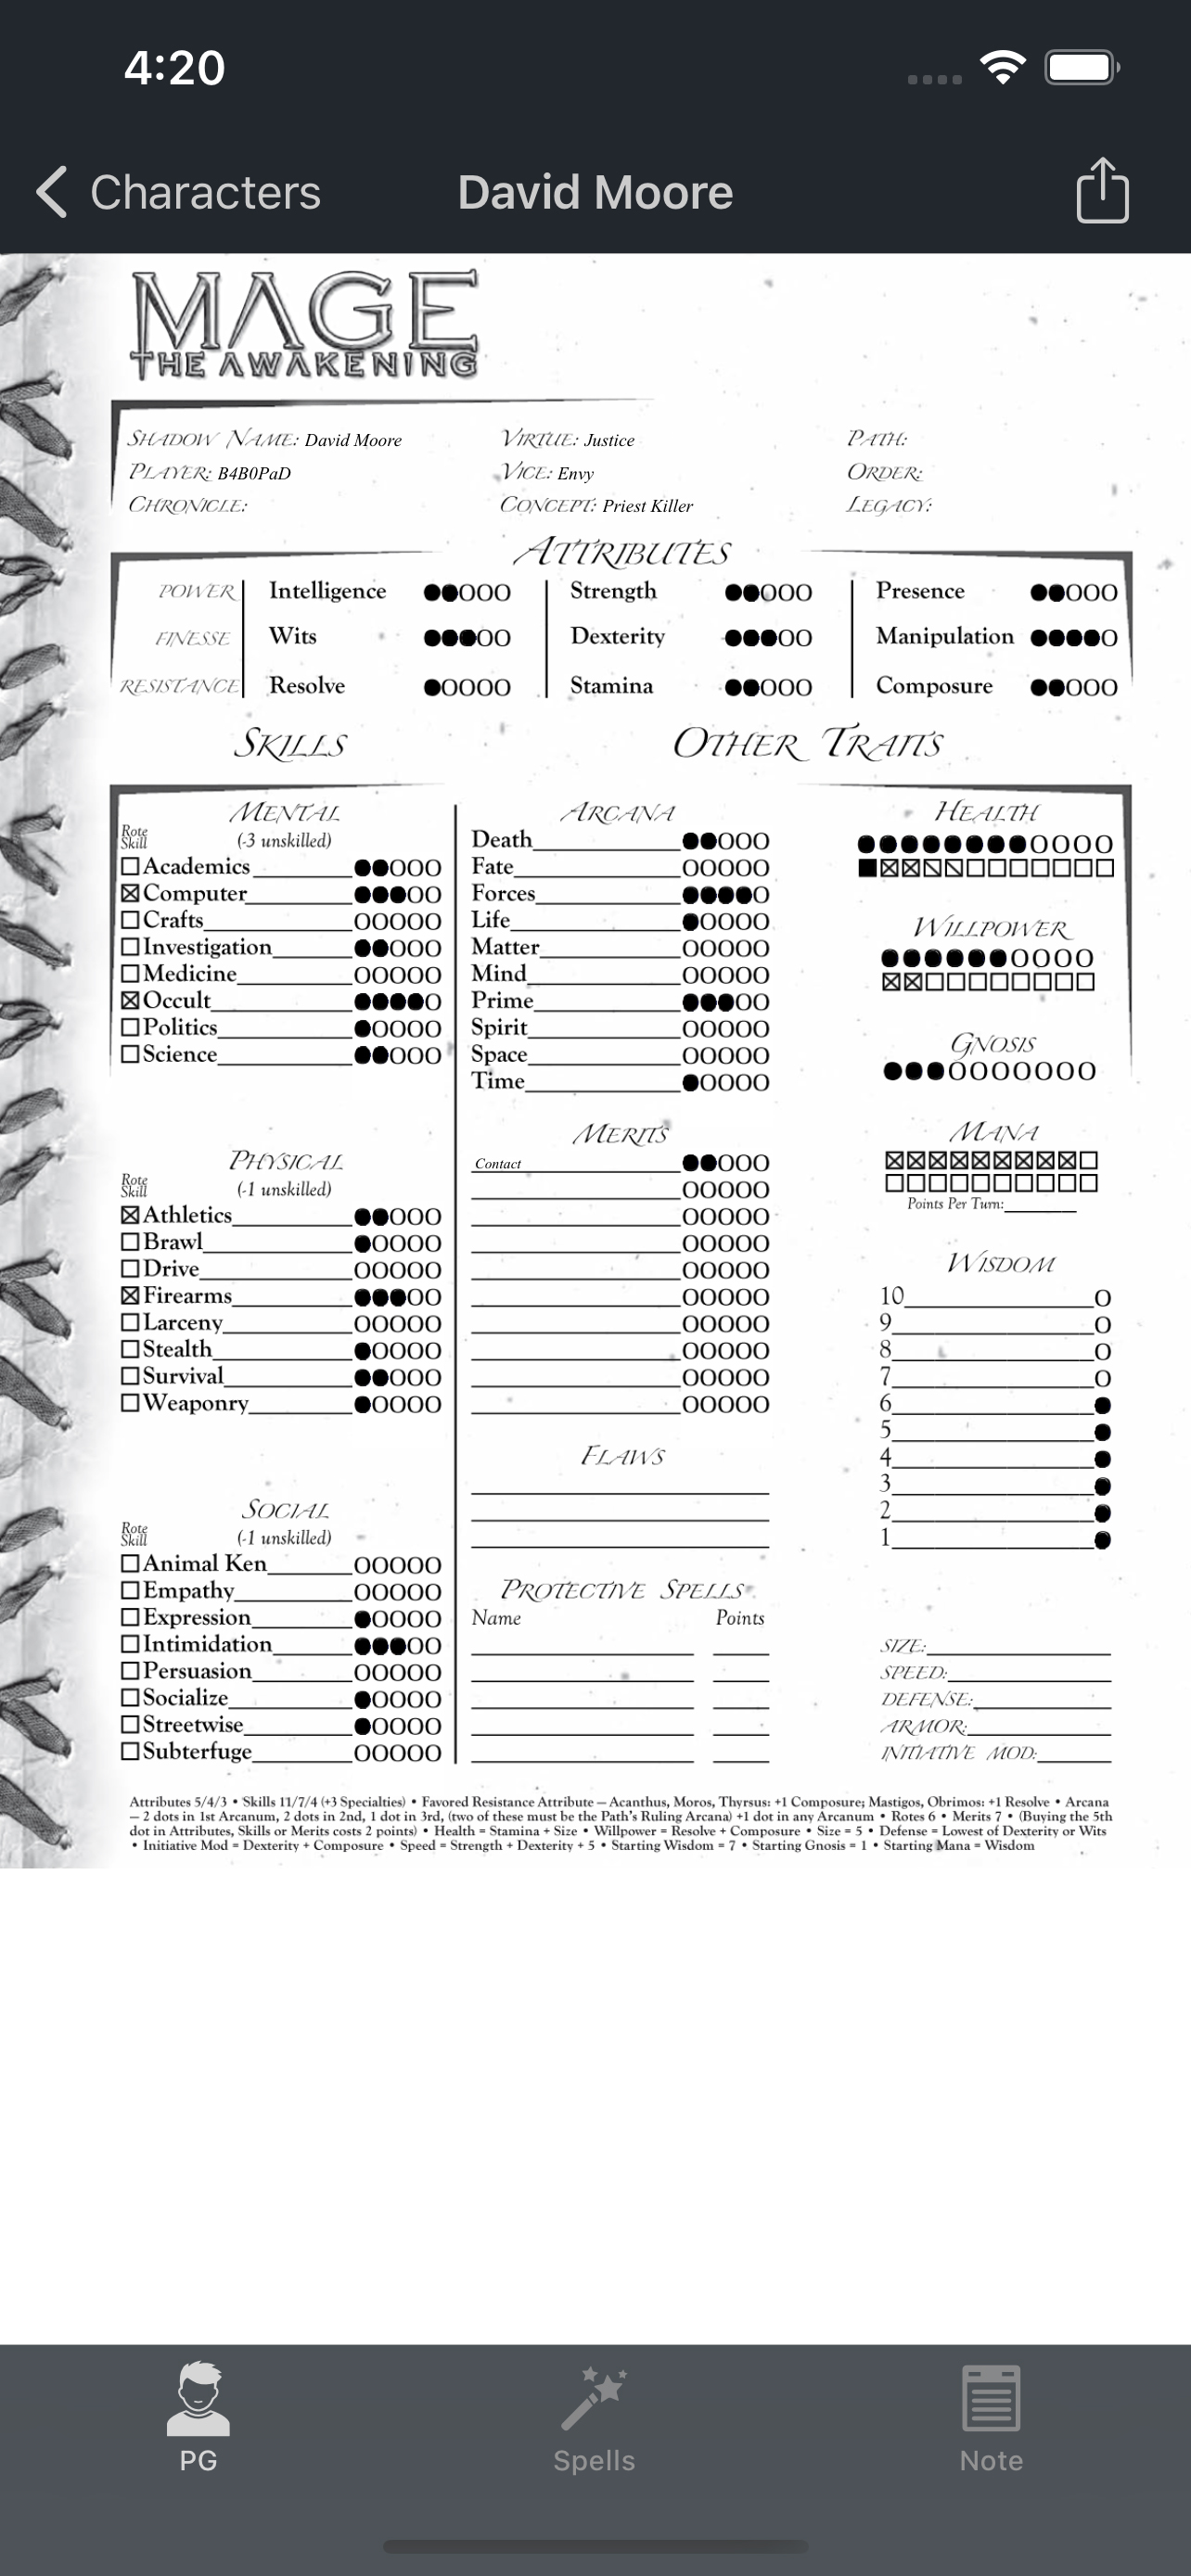 4:20
Characters
David Moore
MAGE
THE AWAKENING
SHADOW NAME: David Moore
VIRTUE: Justice
PATH:
PLAYER: B4B0PaD
VICE: Envy
ORDER:
CHRONICLE:
CONCEPT: Priest Killer
LEGACY:
ATTRIBUTES
POWER Intelligence Strength Presence
FINESSE Wits Dexterity Manipulation
RESISTANCE Resolve Stamina Composure
SKILLS
OTHER TRAITS
MENTAL
Rote
Skill
(-3 unskilled)
Academics
Computer
Crafts
Investigation
Medicine
Occult
Politics
Science
PHYSICAL
Rote
Skill
(-1 unskilled)
Athletics
Brawl
Drive
Firearms
Larceny
Stealth
Survival
Weaponry
SOCIAL
Rote
Skill
(-1 unskilled)
Animal Ken
Empathy
Expression
Intimidation
Persuasion
Socialize
Streetwise
Subterfuge
ARCANA
Death
Fate
Forces
Life
Matter
Mind
Prime
Spirit
Space
Time
MERITS
Contact
FLAWS
PROTECTIVE SPELLS
Name Points
HEALTH
WILLPOWER
GNOSIS
MANA
Points Per Turn:
WISDOM
10
9
8
7
6
5
4
3
2
1
SIZE:
SPEED:
DEFENSE:
ARMOR:
INITIATIVE MOD:
Attributes 5/4/3 • Skills 11/7/4 (+3 Specialties) • Favored Resistance Attribute — Acanthus, Moros, Thyrsus: +1 Composure; Mastigos, Obrimos: +1 Resolve • Arcana
— 2 dots in 1st Arcanum, 2 dots in 2nd, 1 dot in 3rd, (two of these must be the Path's Ruling Arcana) +1 dot in any Arcanum • Rotes 6 • Merits 7 • (Buying the 5th
dot in Attributes, Skills or Merits costs 2 points) • Health = Stamina + Size • Willpower = Resolve + Composure • Size = 5 • Defense = Lowest of Dexterity or Wits
• Initiative Mod = Dexterity + Composure • Speed = Strength + Dexterity + 5 • Starting Wisdom = 7 • Starting Gnosis = 1 • Starting Mana = Wisdom
PG
Spells
Note